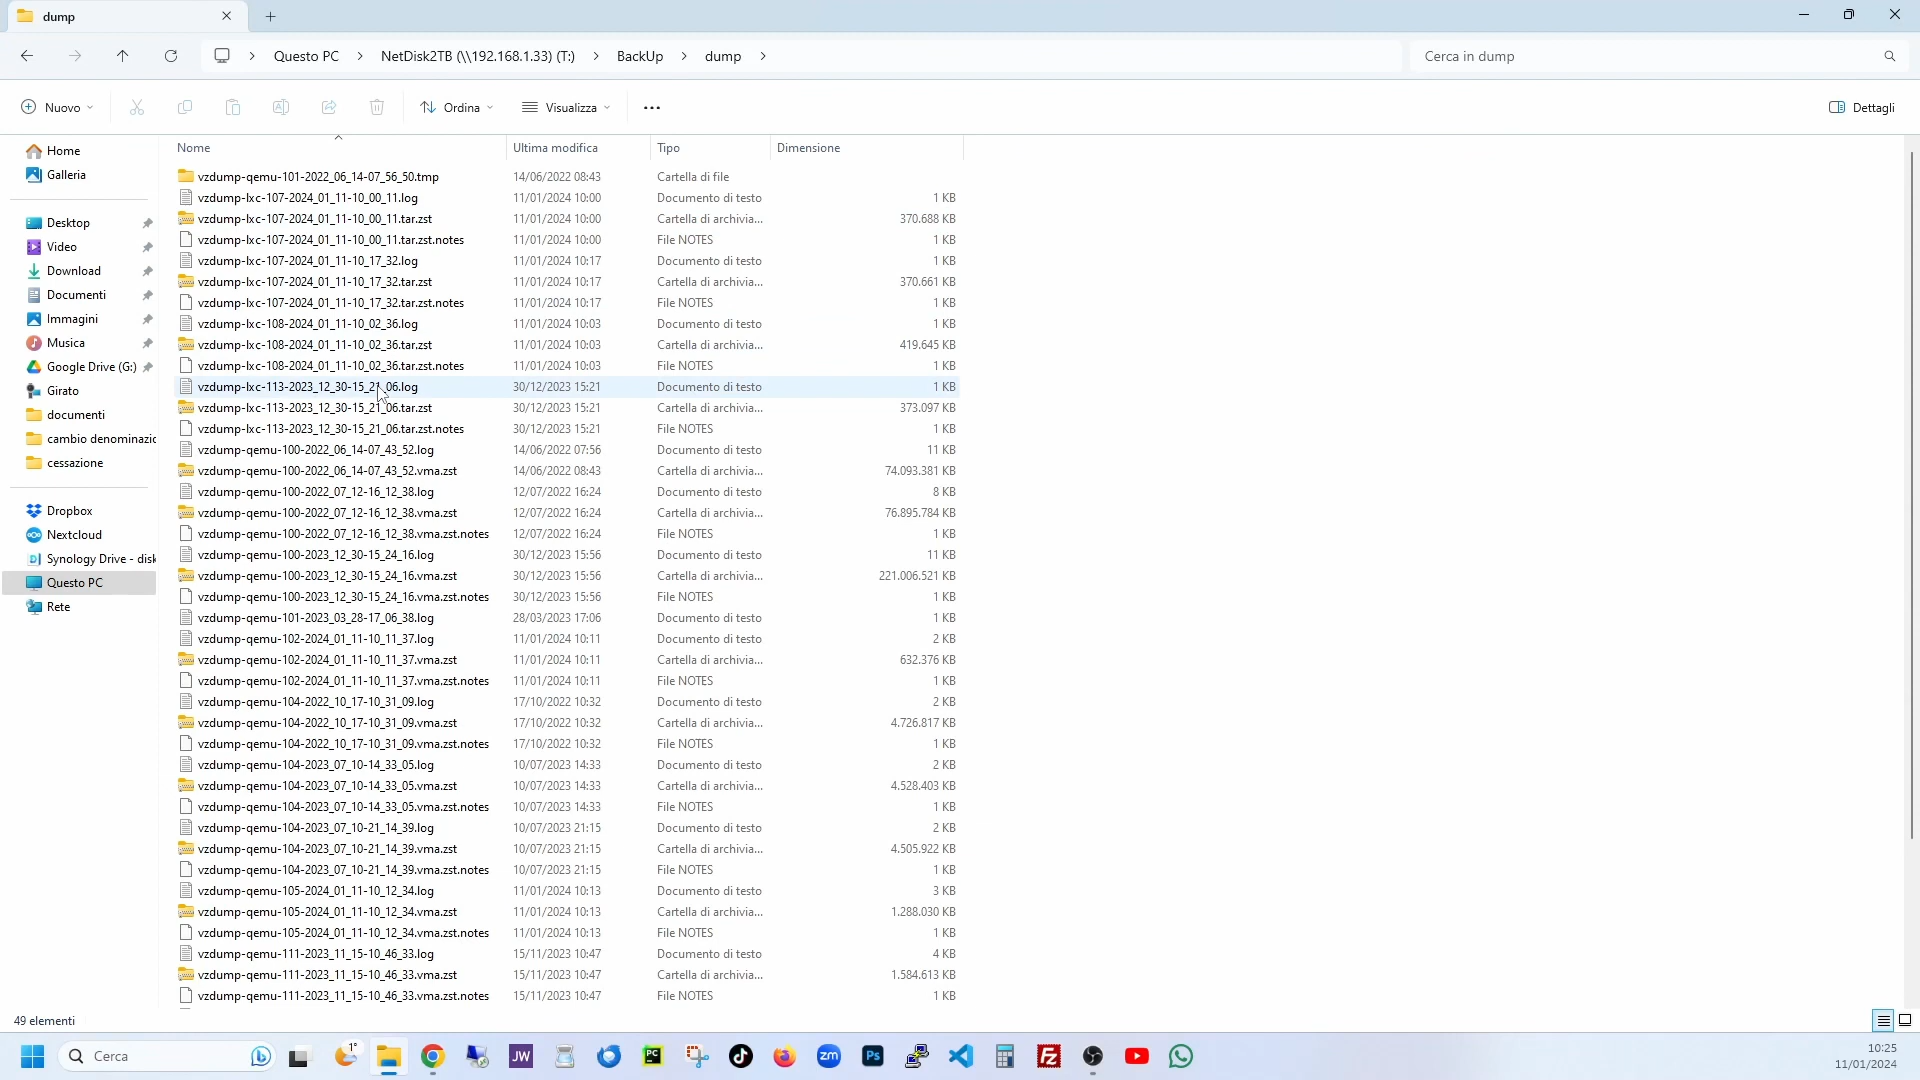 dump
Questo PC
NetDisk2TB (\\192.168.1.33) (T:)
BackUp
dump
Cerca in dump
Nuovo
Ordina
Visualizza
Dettagli
Nome Ultima modifica Tipo Dimensione
Home
Galleria
Desktop
Video
Download
Documenti
Immagini
Musica
Google Drive (G:)
Girato
documenti
cambio denominazio
cessazione
Dropbox
Nextcloud
Synology Drive - disk
Questo PC
Rete
vzdump-qemu-101-2022_06_14-07_56_50.tmp 14/06/2022 08:43 Cartella di file
vzdump-lxc-107-2024_01_11-10_00_11.log 11/01/2024 10:00 Documento di testo 1 KB
vzdump-lxc-107-2024_01_11-10_00_11.tar.zst 11/01/2024 10:00 Cartella di archivia... 370.688 KB
vzdump-lxc-107-2024_01_11-10_00_11.tar.zst.notes 11/01/2024 10:00 File NOTES 1 KB
vzdump-lxc-107-2024_01_11-10_17_32.log 11/01/2024 10:17 Documento di testo 1 KB
vzdump-lxc-107-2024_01_11-10_17_32.tar.zst 11/01/2024 10:17 Cartella di archivia... 370.661 KB
vzdump-lxc-107-2024_01_11-10_17_32.tar.zst.notes 11/01/2024 10:17 File NOTES 1 KB
vzdump-lxc-108-2024_01_11-10_02_36.log 11/01/2024 10:03 Documento di testo 1 KB
vzdump-lxc-108-2024_01_11-10_02_36.tar.zst 11/01/2024 10:03 Cartella di archivia... 419.645 KB
vzdump-lxc-108-2024_01_11-10_02_36.tar.zst.notes 11/01/2024 10:03 File NOTES 1 KB
vzdump-lxc-113-2023_12_30-15_21_06.log 30/12/2023 15:21 Documento di testo 1 KB
vzdump-lxc-113-2023_12_30-15_21_06.tar.zst 30/12/2023 15:21 Cartella di archivia... 373.097 KB
vzdump-lxc-113-2023_12_30-15_21_06.tar.zst.notes 30/12/2023 15:21 File NOTES 1 KB
vzdump-qemu-100-2022_06_14-07_43_52.log 14/06/2022 07:56 Documento di testo 11 KB
vzdump-qemu-100-2022_06_14-07_43_52.vma.zst 14/06/2022 08:43 Cartella di archivia... 74.093.381 KB
vzdump-qemu-100-2022_07_12-16_12_38.log 12/07/2022 16:24 Documento di testo 8 KB
vzdump-qemu-100-2022_07_12-16_12_38.vma.zst 12/07/2022 16:24 Cartella di archivia... 76.895.784 KB
vzdump-qemu-100-2022_07_12-16_12_38.vma.zst.notes 12/07/2022 16:24 File NOTES 1 KB
vzdump-qemu-100-2023_12_30-15_24_16.log 30/12/2023 15:56 Documento di testo 11 KB
vzdump-qemu-100-2023_12_30-15_24_16.vma.zst 30/12/2023 15:56 Cartella di archivia... 221.006.521 KB
vzdump-qemu-100-2023_12_30-15_24_16.vma.zst.notes 30/12/2023 15:56 File NOTES 1 KB
vzdump-qemu-101-2023_03_28-17_06_38.log 28/03/2023 17:06 Documento di testo 1 KB
vzdump-qemu-102-2024_01_11-10_11_37.log 11/01/2024 10:11 Documento di testo 2 KB
vzdump-qemu-102-2024_01_11-10_11_37.vma.zst 11/01/2024 10:11 Cartella di archivia... 632.376 KB
vzdump-qemu-102-2024_01_11-10_11_37.vma.zst.notes 11/01/2024 10:11 File NOTES 1 KB
vzdump-qemu-104-2022_10_17-10_31_09.log 17/10/2022 10:32 Documento di testo 2 KB
vzdump-qemu-104-2022_10_17-10_31_09.vma.zst 17/10/2022 10:32 Cartella di archivia... 4.726.817 KB
vzdump-qemu-104-2022_10_17-10_31_09.vma.zst.notes 17/10/2022 10:32 File NOTES 1 KB
vzdump-qemu-104-2023_07_10-14_33_05.log 10/07/2023 14:33 Documento di testo 2 KB
vzdump-qemu-104-2023_07_10-14_33_05.vma.zst 10/07/2023 14:33 Cartella di archivia... 4.528.403 KB
vzdump-qemu-104-2023_07_10-14_33_05.vma.zst.notes 10/07/2023 14:33 File NOTES 1 KB
vzdump-qemu-104-2023_07_10-21_14_39.log 10/07/2023 21:15 Documento di testo 2 KB
vzdump-qemu-104-2023_07_10-21_14_39.vma.zst 10/07/2023 21:15 Cartella di archivia... 4.505.922 KB
vzdump-qemu-104-2023_07_10-21_14_39.vma.zst.notes 10/07/2023 21:15 File NOTES 1 KB
vzdump-qemu-105-2024_01_11-10_12_34.log 11/01/2024 10:13 Documento di testo 3 KB
vzdump-qemu-105-2024_01_11-10_12_34.vma.zst 11/01/2024 10:13 Cartella di archivia... 1.288.030 KB
vzdump-qemu-105-2024_01_11-10_12_34.vma.zst.notes 11/01/2024 10:13 File NOTES 1 KB
vzdump-qemu-111-2023_11_15-10_46_33.log 15/11/2023 10:47 Documento di testo 4 KB
vzdump-qemu-111-2023_11_15-10_46_33.vma.zst 15/11/2023 10:47 Cartella di archivia... 1.584.613 KB
vzdump-qemu-111-2023_11_15-10_46_33.vma.zst.notes 15/11/2023 10:47 File NOTES 1 KB
49 elementi
Cerca
1°
JW
PC
zm
Ps
FZ
10:25
11/01/2024